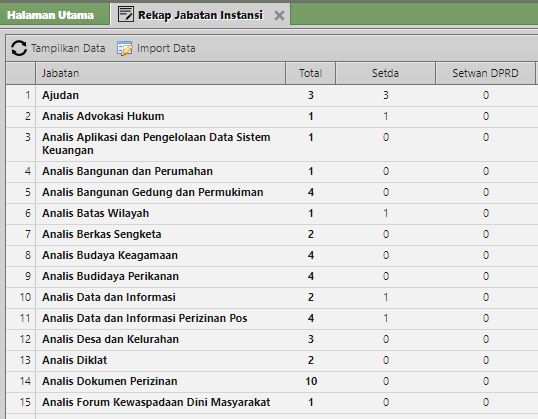 Halaman Utama Rekap Jabatan Instansi
Tampilkan Data Import Data
Jabatan Total Setda Setwan DPRD
1 Ajudan 3 3 0
2 Analis Advokasi Hukum 1 1 0
3 Analis Aplikasi dan Pengelolaan Data Sistem 1 0 0
Keuangan
4 Analis Bangunan dan Perumahan 1 0 0
5 Analis Bangunan Gedung dan Permukiman 4 0 0
6 Analis Batas Wilayah 1 1 0
7 Analis Berkas Sengketa 2 0 0
8 Analis Budaya Keagamaan 4 0 0
9 Analis Budidaya Perikanan 4 0 0
10 Analis Data dan Informasi 2 1 0
11 Analis Data dan Informasi Perizinan Pos 4 1 0
12 Analis Desa dan Kelurahan 3 0 0
13 Analis Diklat 2 0 0
14 Analis Dokumen Perizinan 10 0 0
15 Analis Forum Kewaspadaan Dini Masyarakat 1 0 0